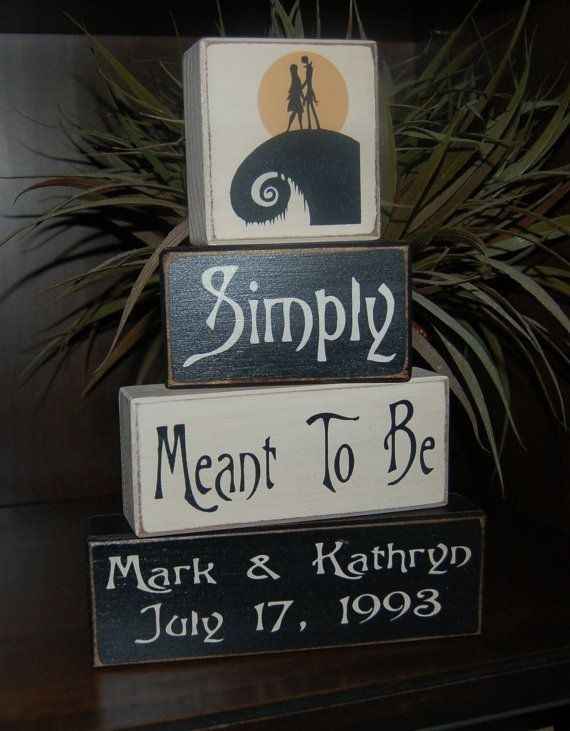 Simply
Meant To Be
Mark & Kathryn
July 17, 1993